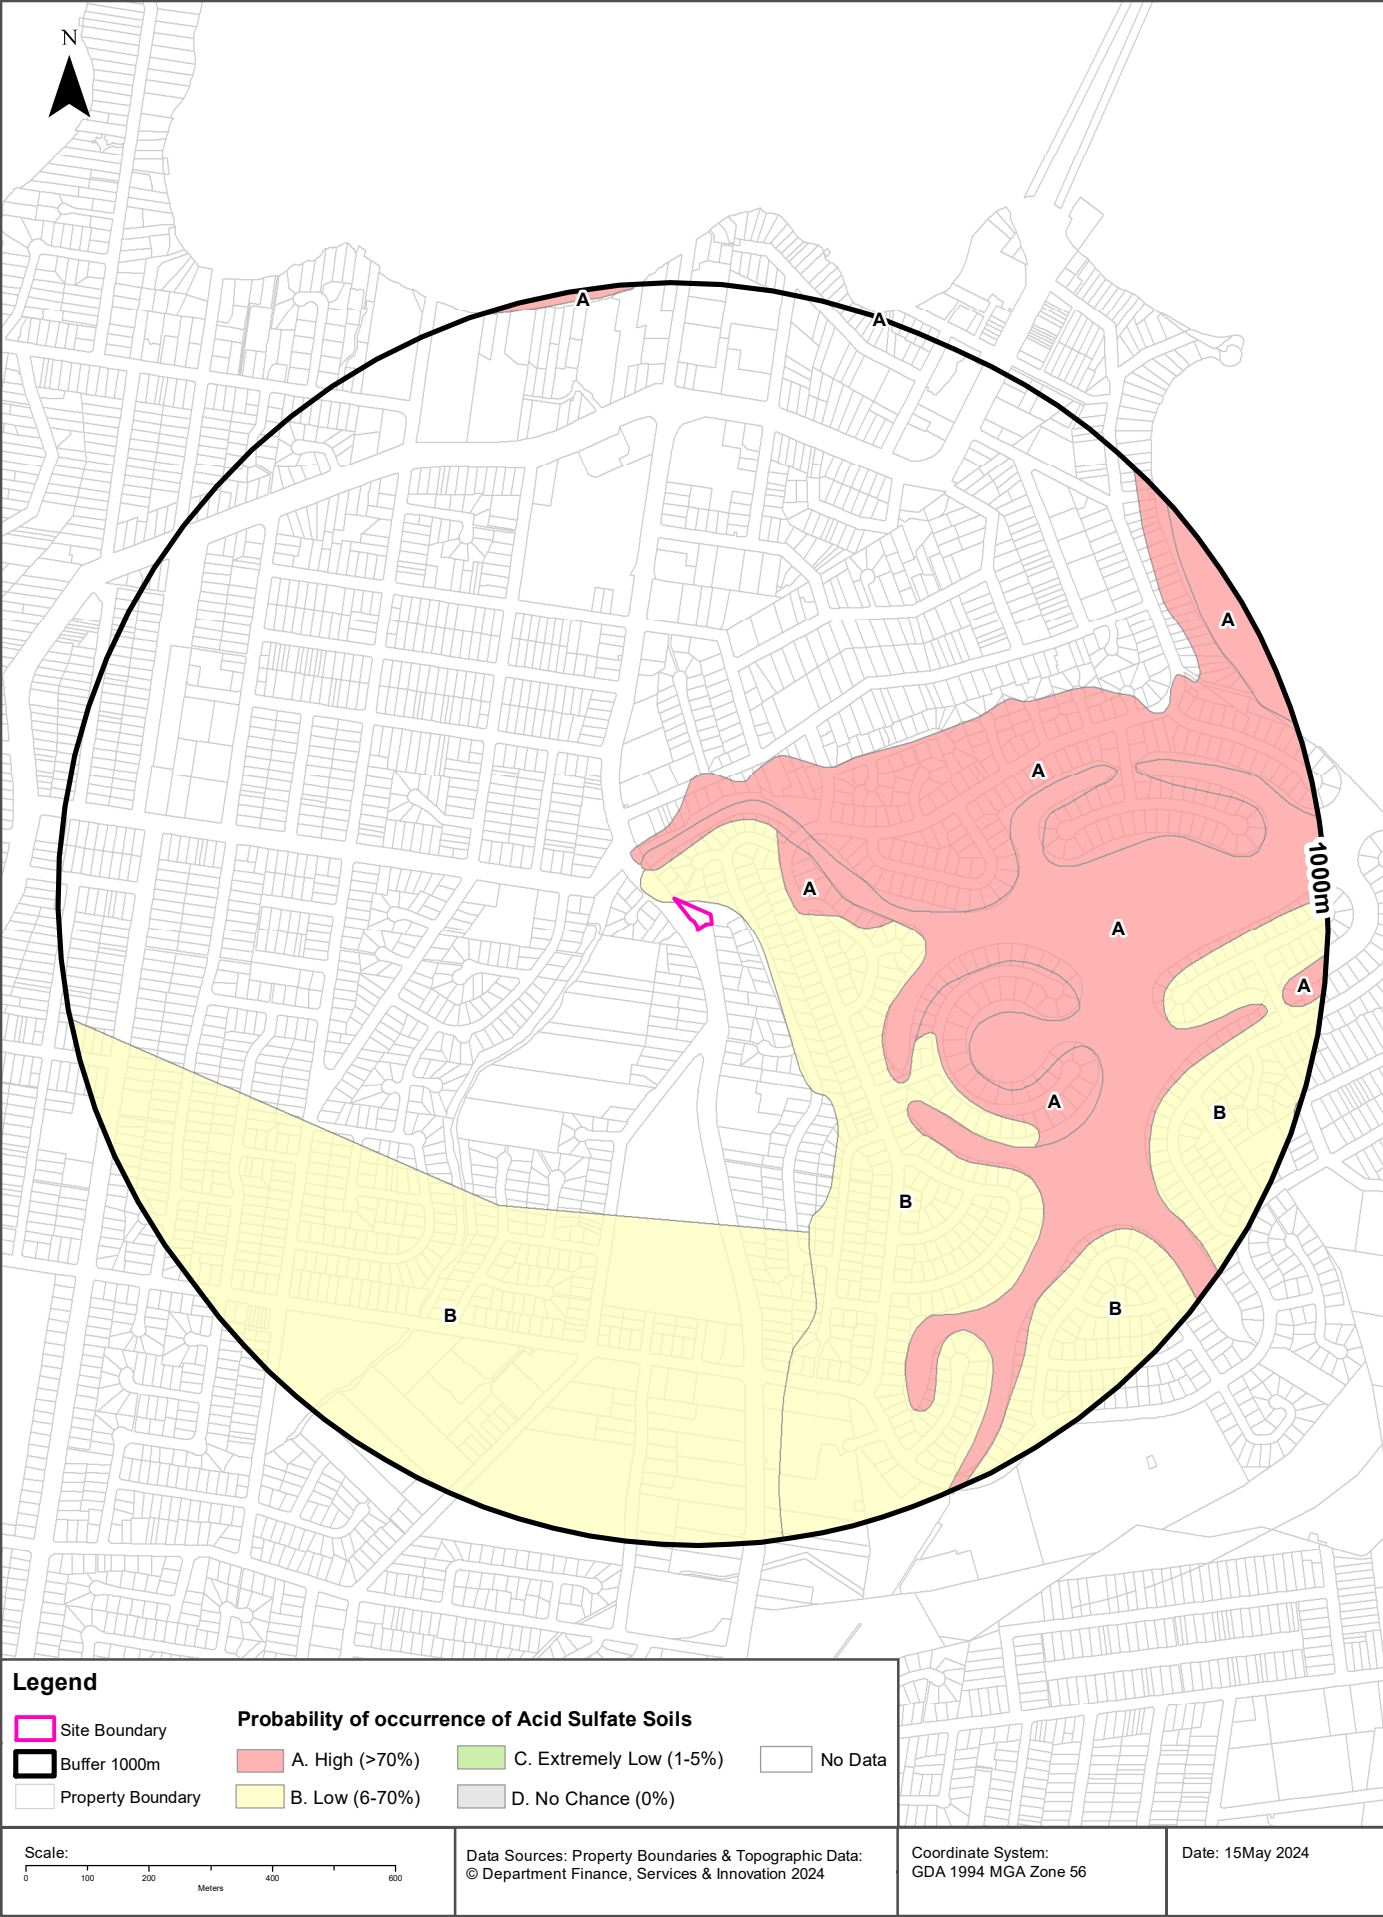 N
A
A
A
A
1000m
A
A
A
B
A
B
B
B
Legend
Site Boundary
Buffer 1000m
Property Boundary
Probability of occurrence of Acid Sulfate Soils
A. High (>70%)
B. Low (6-70%)
C. Extremely Low (1-5%)
D. No Chance (0%)
No Data
Scale:
0 100 200 400 600
Meters
Data Sources: Property Boundaries & Topographic Data:
© Department Finance, Services & Innovation 2024
Coordinate System:
GDA 1994 MGA Zone 56
Date: 15May 2024